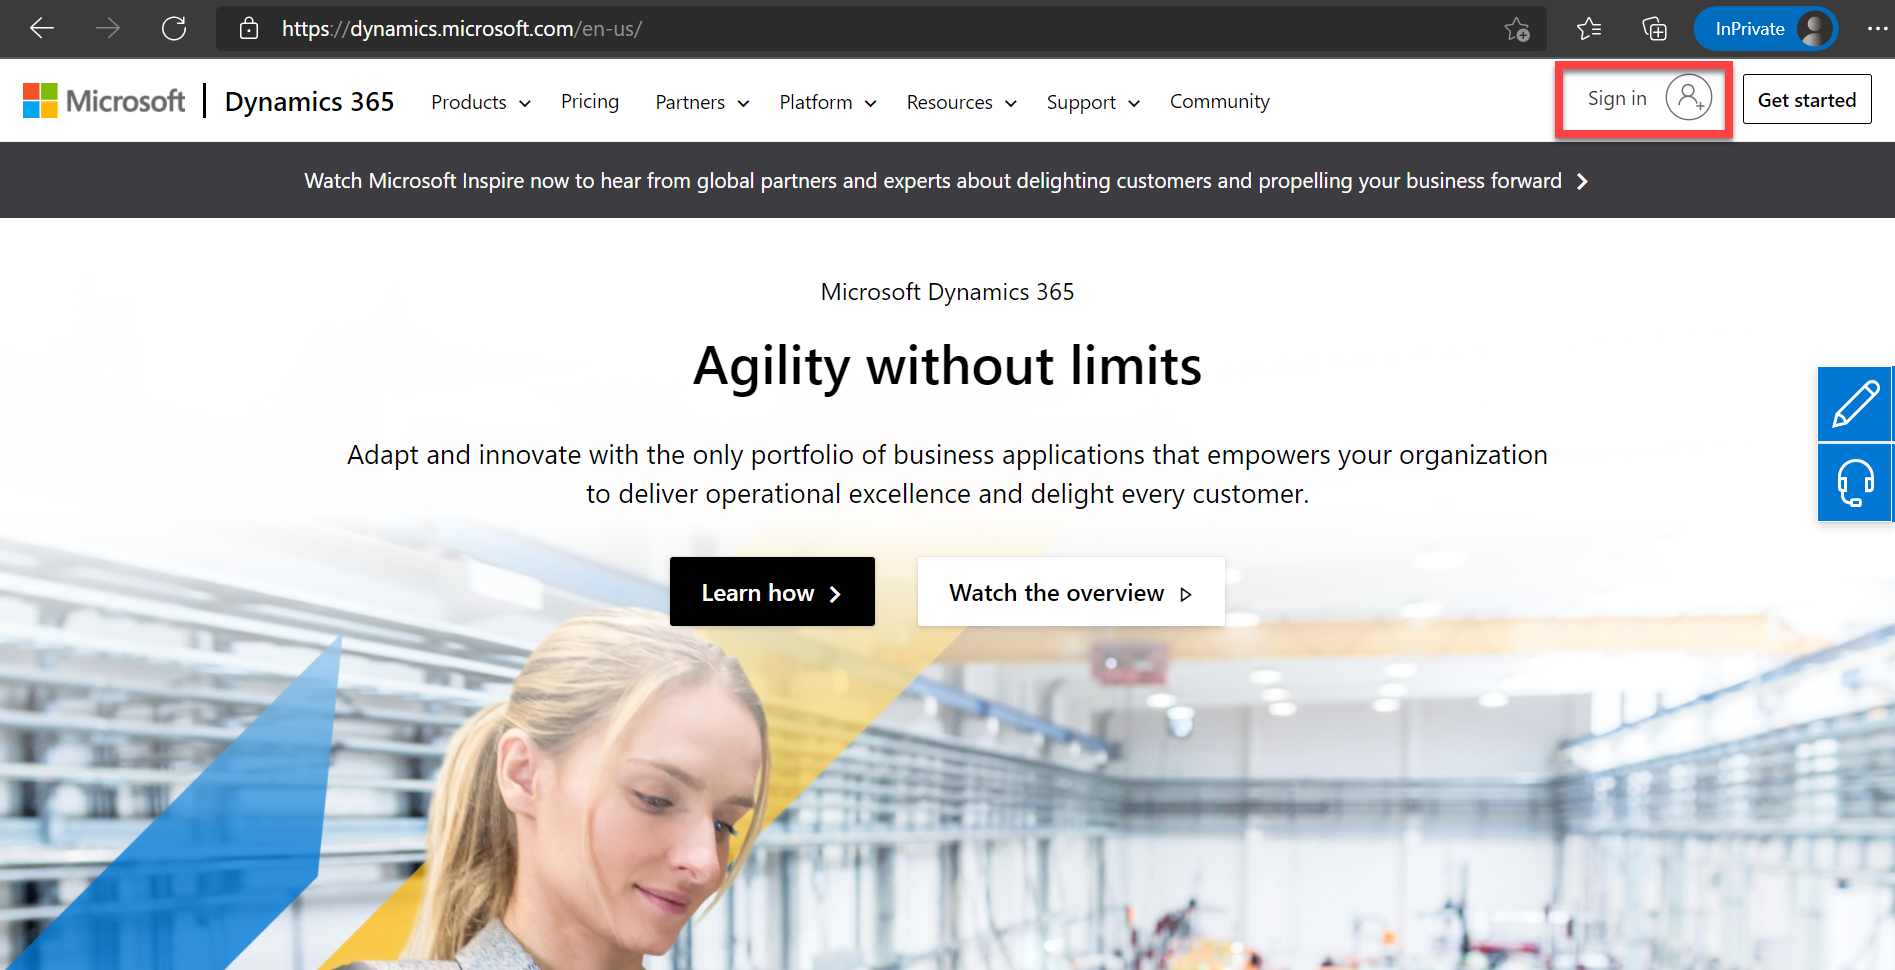 https://dynamics.microsoft.com/en-us/
InPrivate
Microsoft Dynamics 365 Products Pricing Partners Platform Resources Support Community Sign in Get started
Watch Microsoft Inspire now to hear from global partners and experts about delighting customers and propelling your business forward
Microsoft Dynamics 365
Agility without limits
Adapt and innovate with the only portfolio of business applications that empowers your organization
to deliver operational excellence and delight every customer.
Learn how Watch the overview